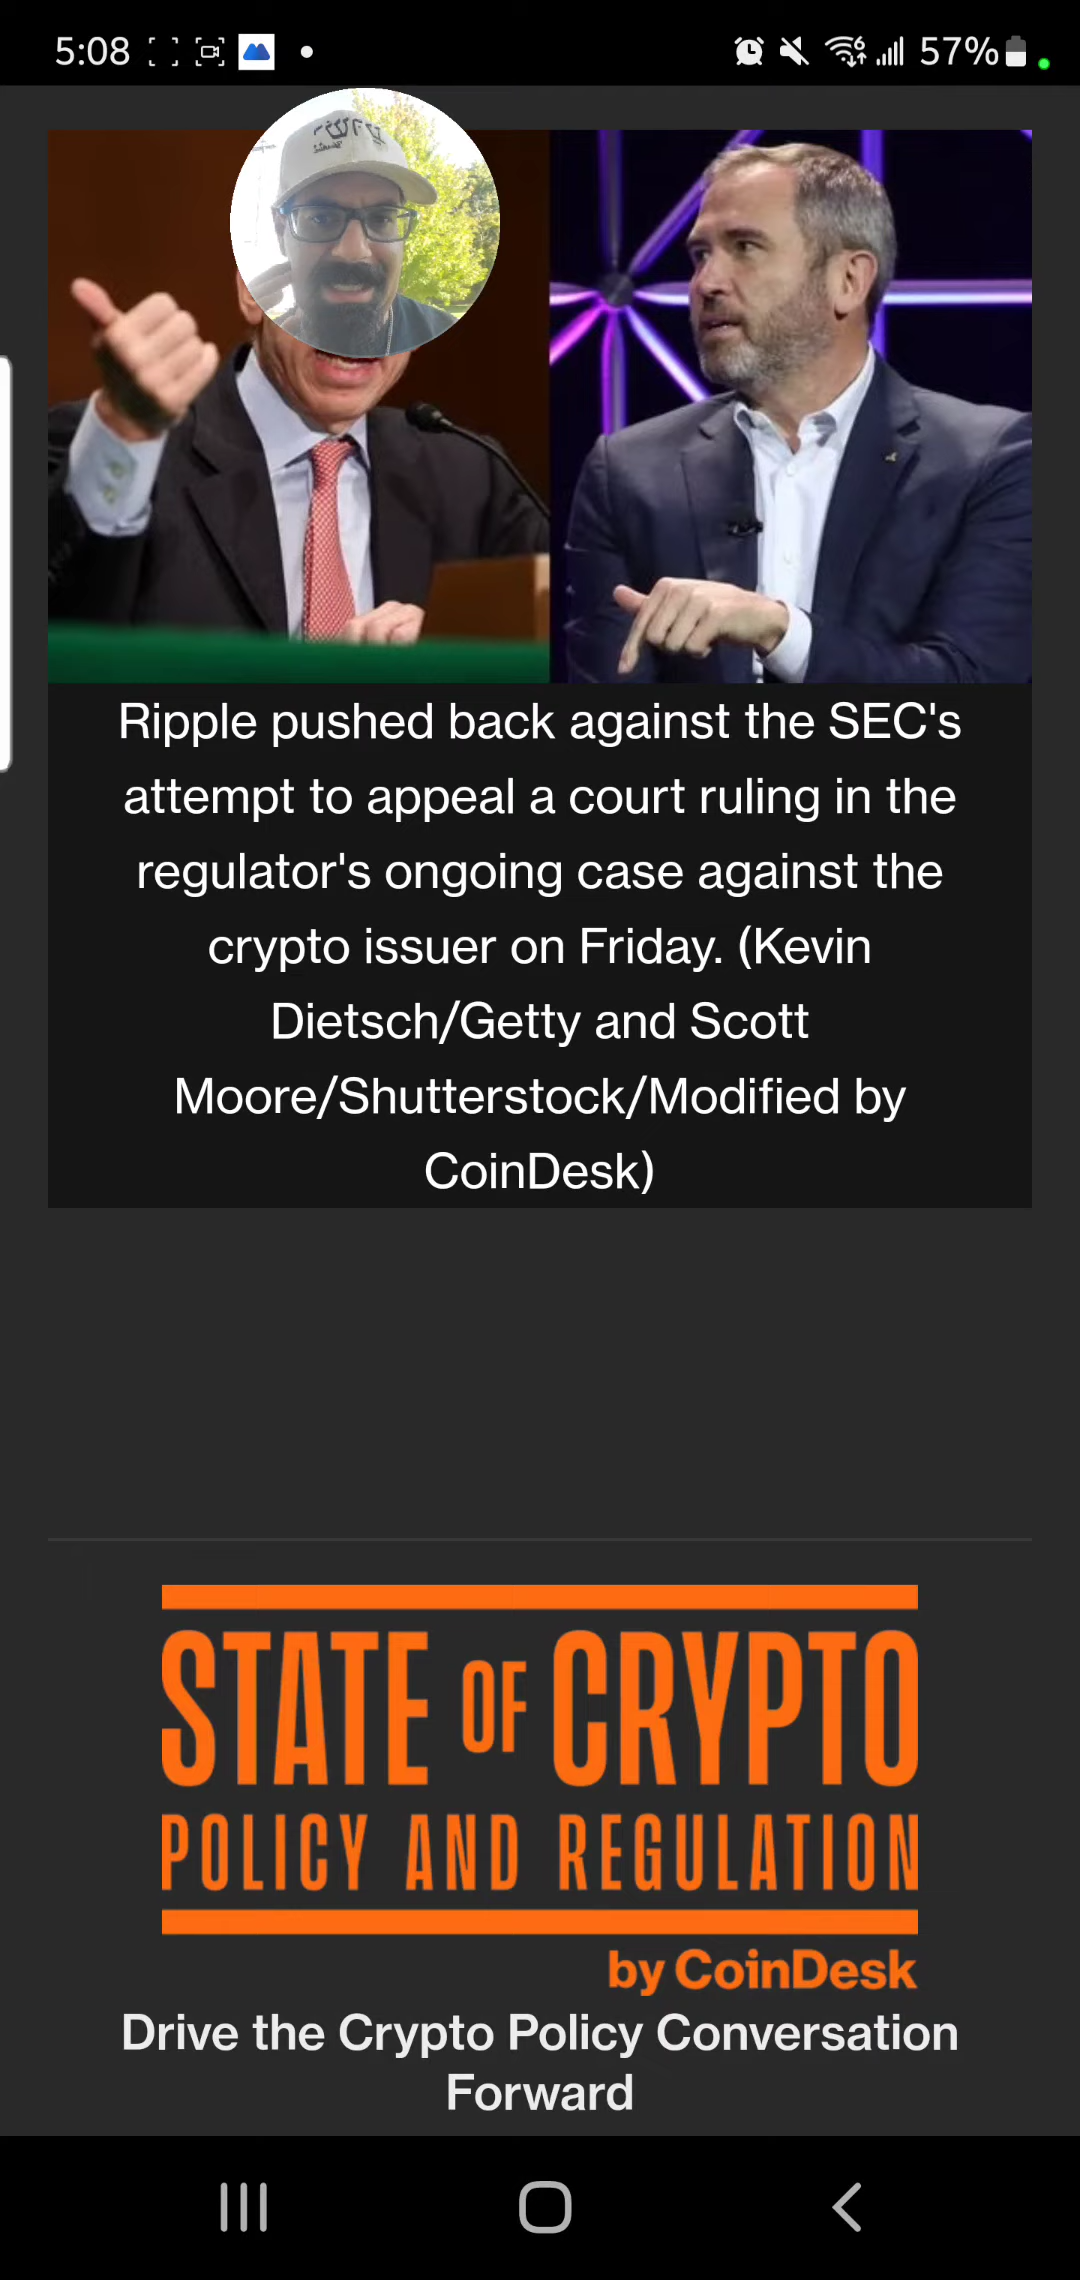 5:08
57%
Ripple pushed back against the SEC's
attempt to appeal a court ruling in the
regulator's ongoing case against the
crypto issuer on Friday. (Kevin
Dietsch/Getty and Scott
Moore/Shutterstock/Modified by
CoinDesk)
STATE OF CRYPTO
POLICY AND REGULATION
by CoinDesk
Drive the Crypto Policy Conversation
Forward